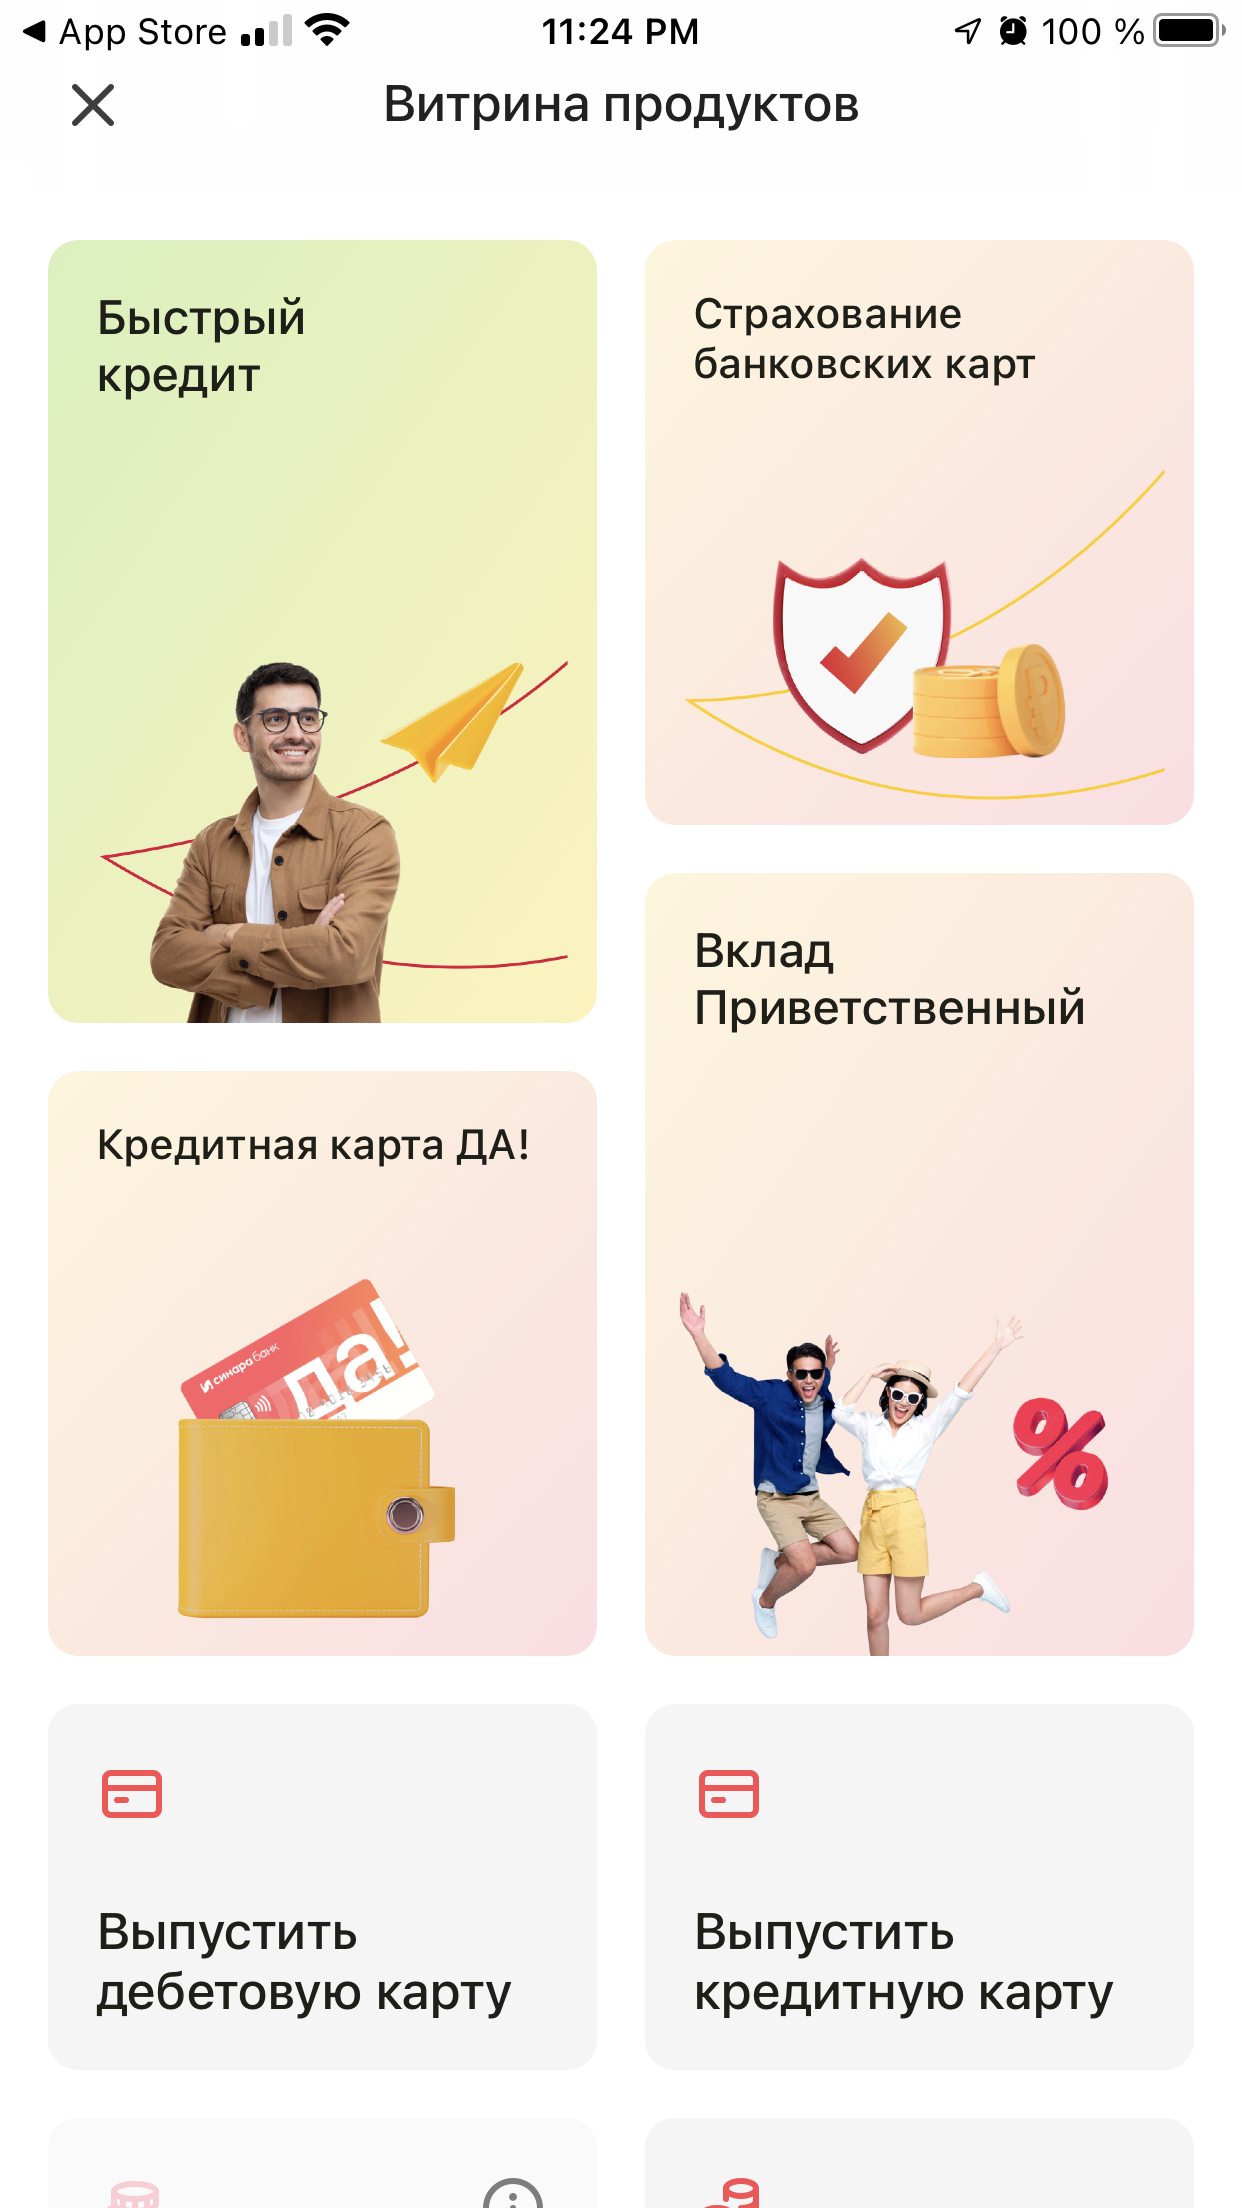 App Store
11:24 PM
100 %
Витрина продуктов
Быстрый
кредит
Страхование
банковских карт
Вклад
Приветственный
Кредитная карта ДА!
синара банк
да!
Выпустить
дебетовую карту
Выпустить
кредитную карту